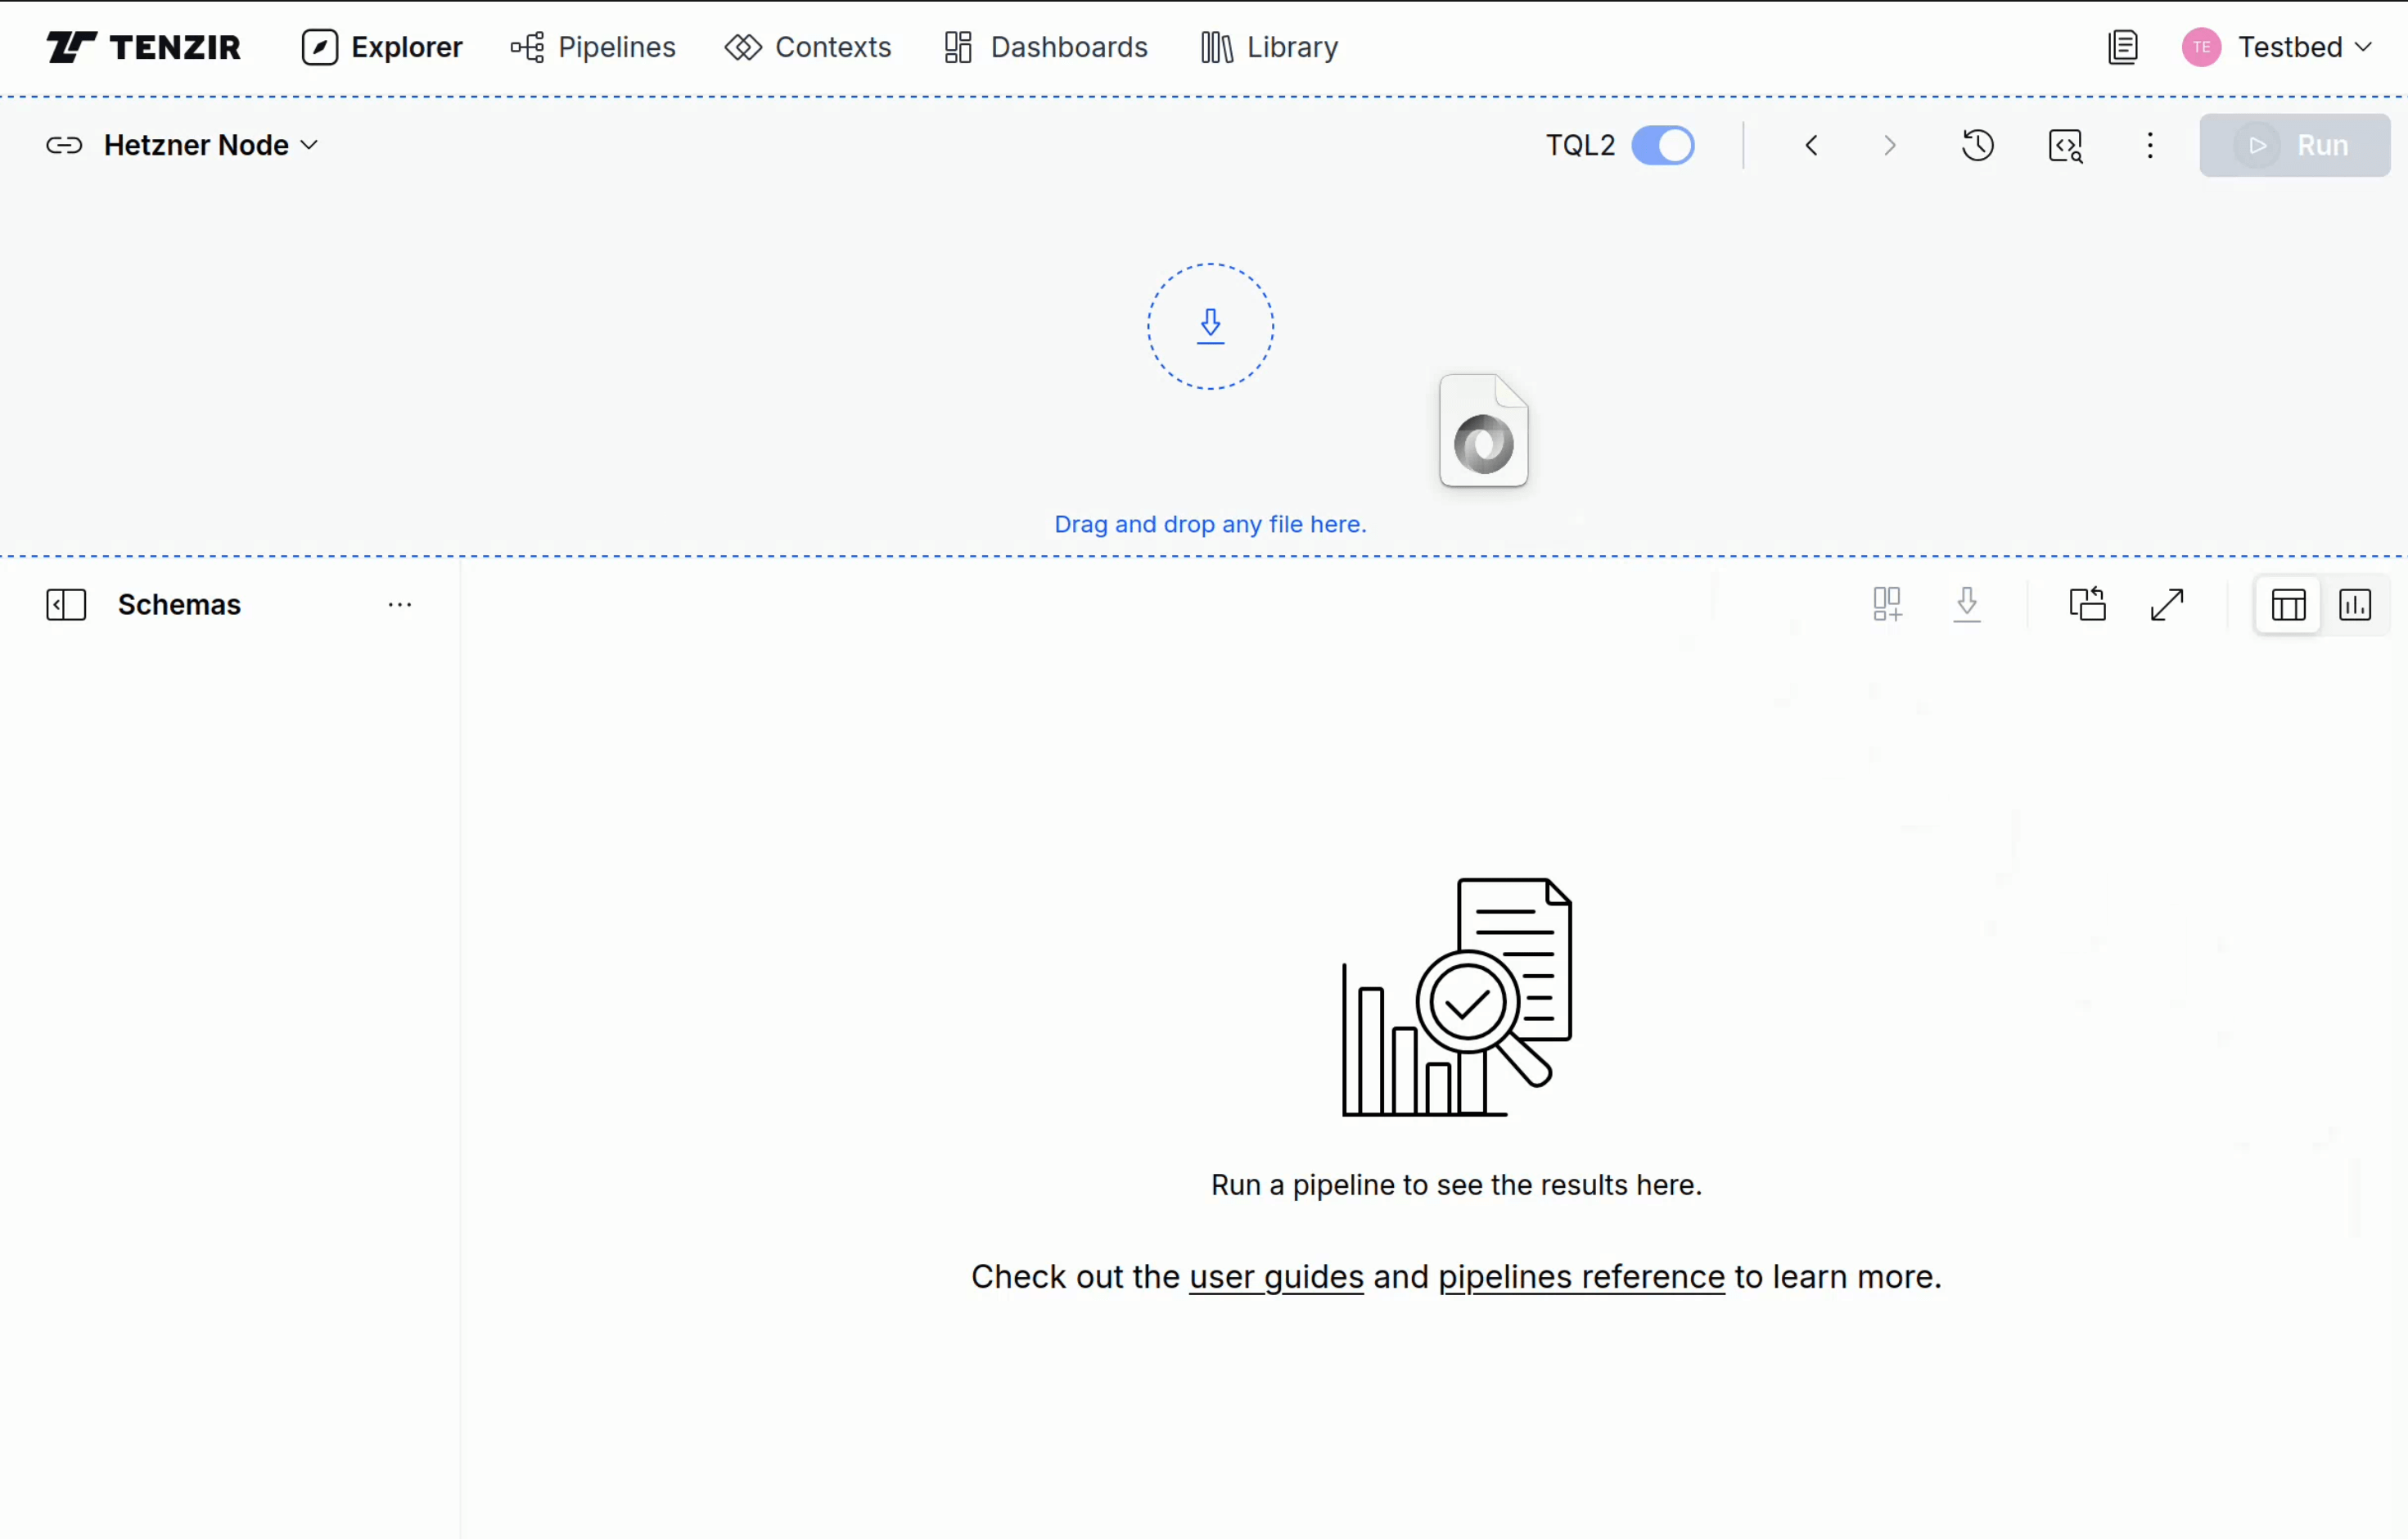 TENZIR
Explorer
Pipelines
Contexts
Dashboards
Library
TE
Testbed
Hetzner Node
TQL2
Run
Drag and drop any file here.
Schemas
Run a pipeline to see the results here.
Check out the user guides and pipelines reference to learn more.